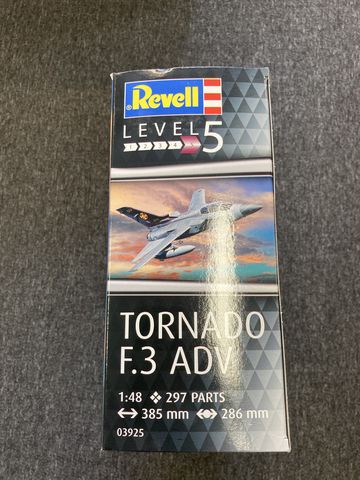 Revell
LEVEL 5
1 2 3 4 5
TORNADO
F.3 ADV
1:48 297 PARTS
385 mm 286 mm
03925